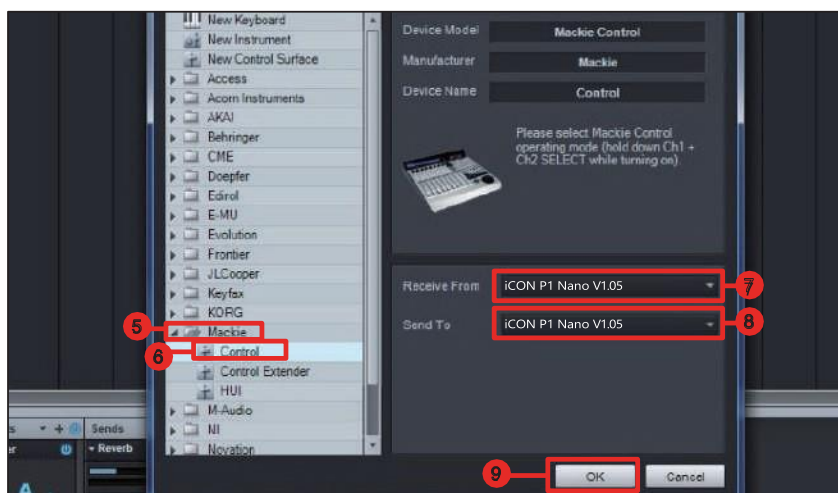 New Keyboard
New Instrument
New Control Surface
Access
Acorn Instruments
AKAI
Behringer
CME
Doepfer
Edirol
E-MU
Evolution
Frontier
JLCooper
Keyfax
KORG
5 Mackie
6 Control
Control Extender
HUI
M-Audio
NI
Novation
Device Model Mackie Control
Manufacturer Mackie
Device Name Control
Please select Mackie Control
operating mode (hold down Ch1 +
Ch2 SELECT while turning on).
Receive From iCON P1 Nano V1.05 7
Send To iCON P1 Nano V1.05 8
9 OK Cancel
Sends
Reverb
A